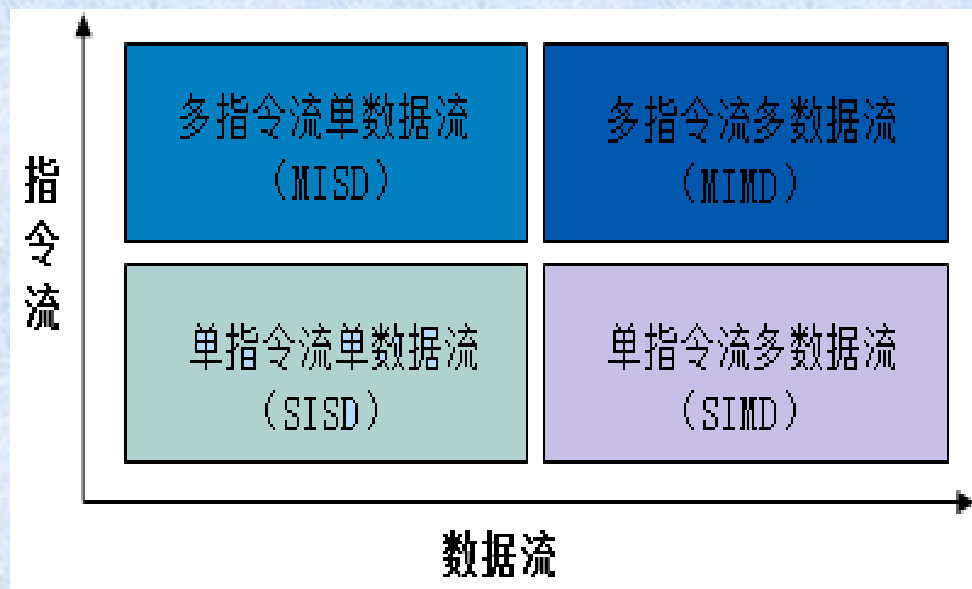 多指令流单数据流
（MISD）
多指令流多数据流
（MIMD）
指令流
单指令流单数据流
（SISD）
单指令流多数据流
（SIMD）
数据流